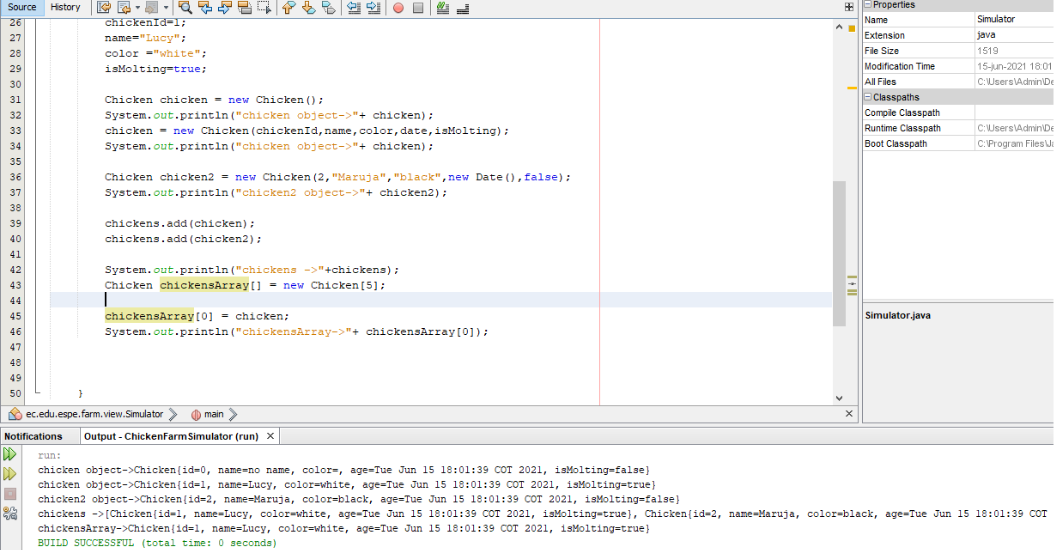 Source History
26 chickenId=1;
27 name="Lucy";
28 color ="white";
29 isMolting=true;
30
31 Chicken chicken = new Chicken();
32 System.out.println("chicken object->"+ chicken);
33 chicken = new Chicken(chickenId,name,color,date,isMolting);
34 System.out.println("chicken object->"+ chicken);
35
36 Chicken chicken2 = new Chicken(2,"Maruja","black",new Date(),false);
37 System.out.println("chicken2 object->"+ chicken2);
38
39 chickens.add(chicken);
40 chickens.add(chicken2);
41
42 System.out.println("chickens ->"+chickens);
43 Chicken chickensArray[] = new Chicken[5];
44
45 chickensArray[0] = chicken;
46 System.out.println("chickensArray->"+ chickensArray[0]);
47
48
49
50 }
ec.edu.espe.farm.view.Simulator main
Properties
Name Simulator
Extension java
File Size 1519
Modification Time 15-jun-2021 18:01
All Files C:\Users\Admin\De
Classpaths
Compile Classpath
Runtime Classpath C:\Users\Admin\De
Boot Classpath C:\Program Files\Ja
Simulator.java
Notifications Output - ChickenFarmSimulator (run)
run:
chicken object->Chicken{id=0, name=no name, color=, age=Tue Jun 15 18:01:39 COT 2021, isMolting=false}
chicken object->Chicken{id=1, name=Lucy, color=white, age=Tue Jun 15 18:01:39 COT 2021, isMolting=true}
chicken2 object->Chicken{id=2, name=Maruja, color=black, age=Tue Jun 15 18:01:39 COT 2021, isMolting=false}
chickens ->[Chicken{id=1, name=Lucy, color=white, age=Tue Jun 15 18:01:39 COT 2021, isMolting=true}, Chicken{id=2, name=Maruja, color=black, age=Tue Jun 15 18:01:39 COT
chickensArray->Chicken{id=1, name=Lucy, color=white, age=Tue Jun 15 18:01:39 COT 2021, isMolting=true}
BUILD SUCCESSFUL (total time: 0 seconds)